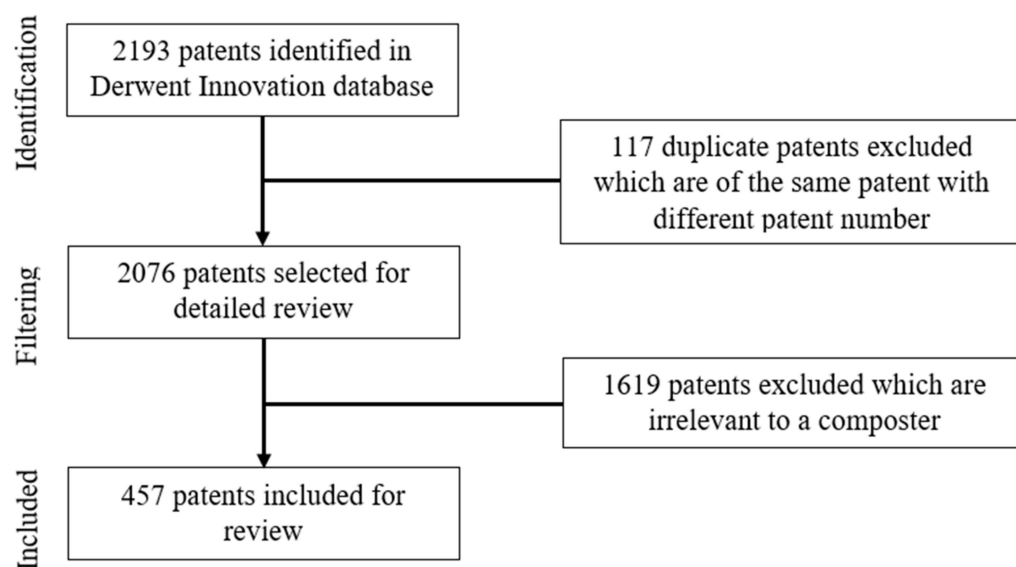 Identification
2193 patents identified in
Derwent Innovation database
117 duplicate patents excluded
which are of the same patent with
different patent number
Filtering
2076 patents selected for
detailed review
1619 patents excluded which are
irrelevant to a composter
Included
457 patents included for
review